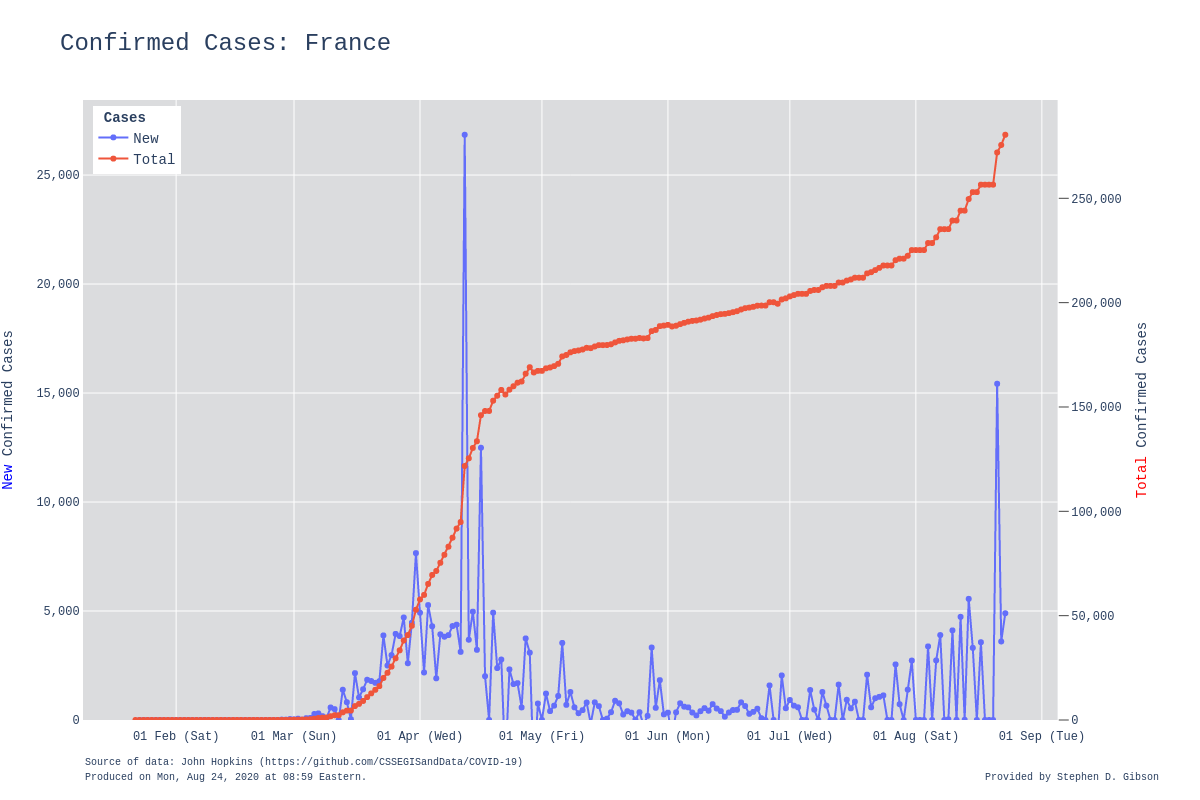 Confirmed Cases: France
Cases
New
Total
25,000
20,000
15,000
10,000
5,000
0
250,000
200,000
150,000
100,000
50,000
0
New Confirmed Cases
Total Confirmed Cases
01 Feb (Sat) 01 Mar (Sun) 01 Apr (Wed) 01 May (Fri) 01 Jun (Mon) 01 Jul (Wed) 01 Aug (Sat) 01 Sep (Tue)
Source of data: John Hopkins (https://github.com/CSSEGISandData/COVID-19)
Produced on Mon, Aug 24, 2020 at 08:59 Eastern.
Provided by Stephen D. Gibson